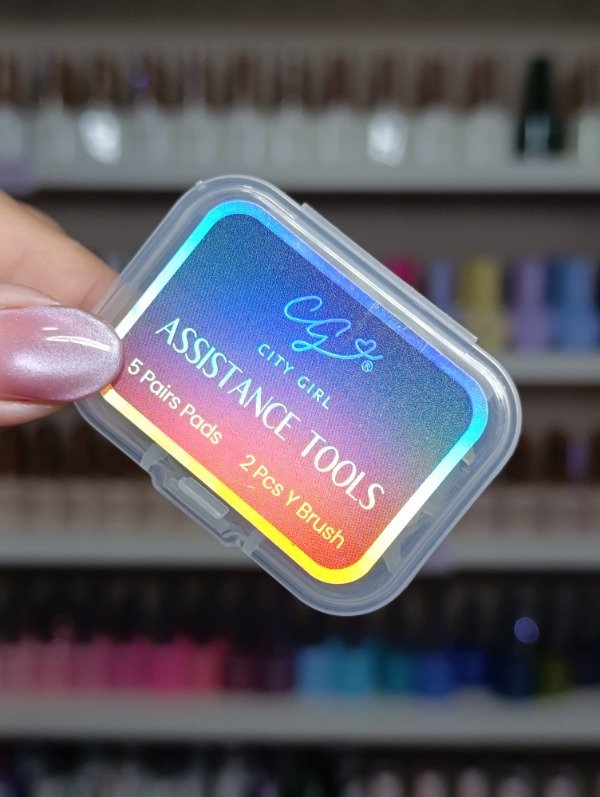 CG®
CITY GIRL
ASSISTANCE TOOLS
5 Pairs Pads
2 Pcs Y Brush